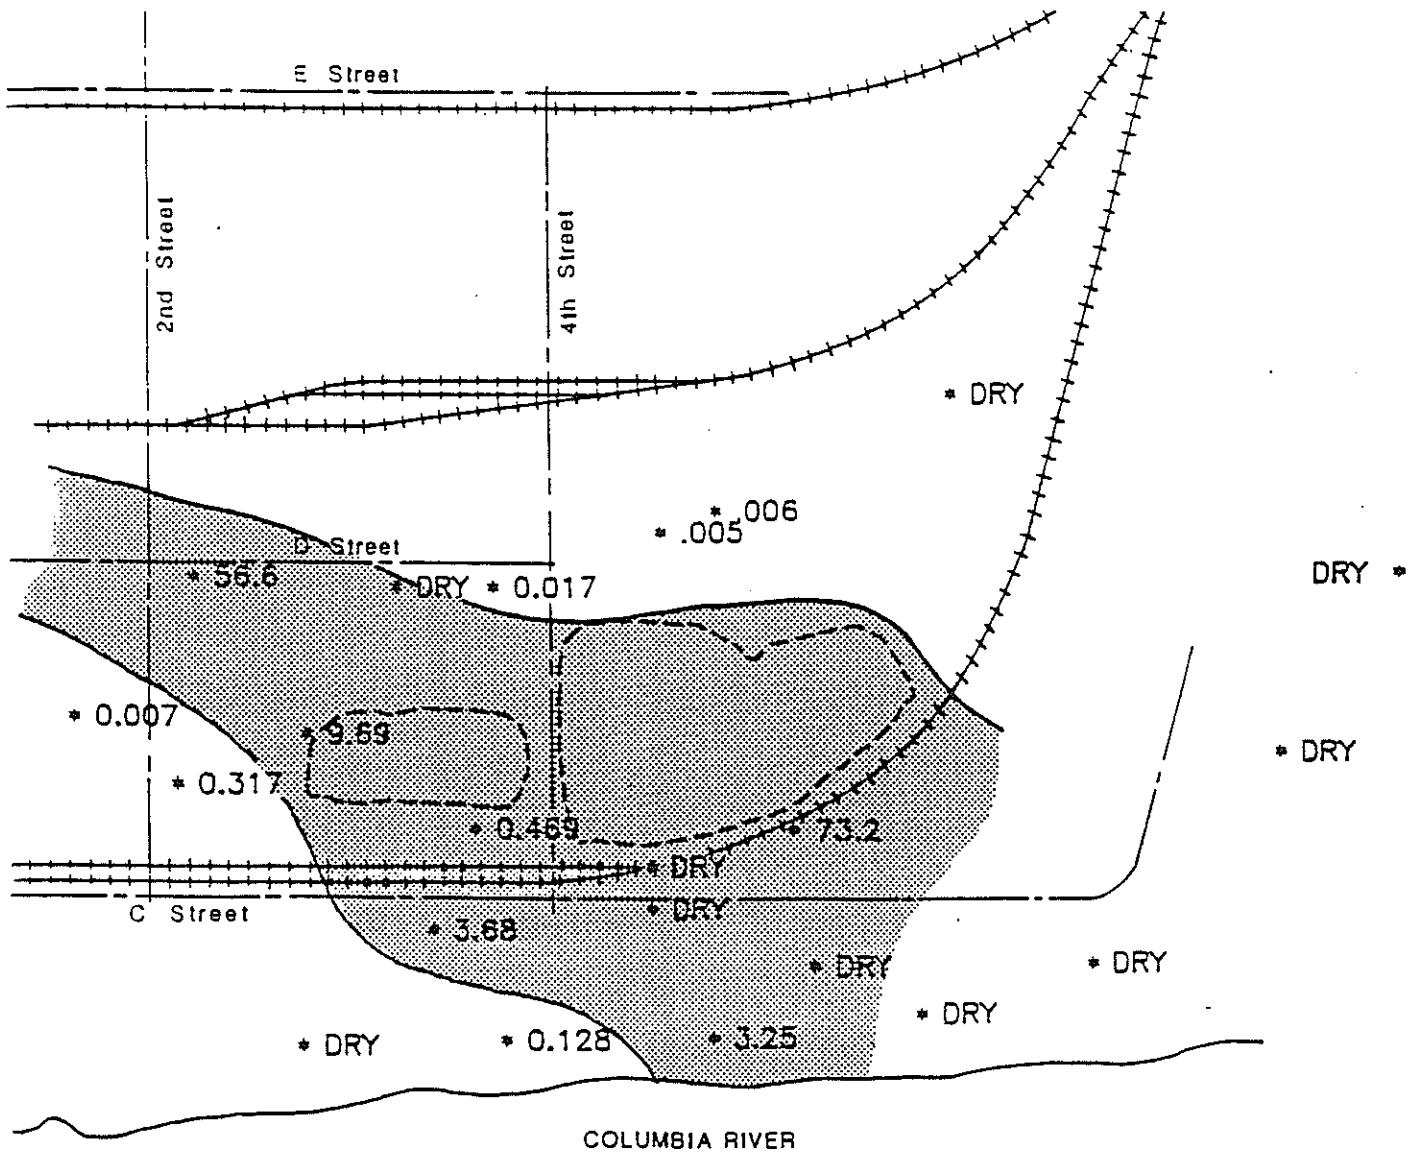 E Street
2nd Street
4th Street
* DRY
* .006
* .005
D Street
* 56.6
* DRY * 0.017
DRY *
* 0.007
* 9.69
* DRY
* 0.317
* 0.469
* 73.2
* DRY
C Street
* DRY
* 3.68
* DRY
* DRY
* DRY
* DRY
* 0.128
* 3.25
COLUMBIA RIVER